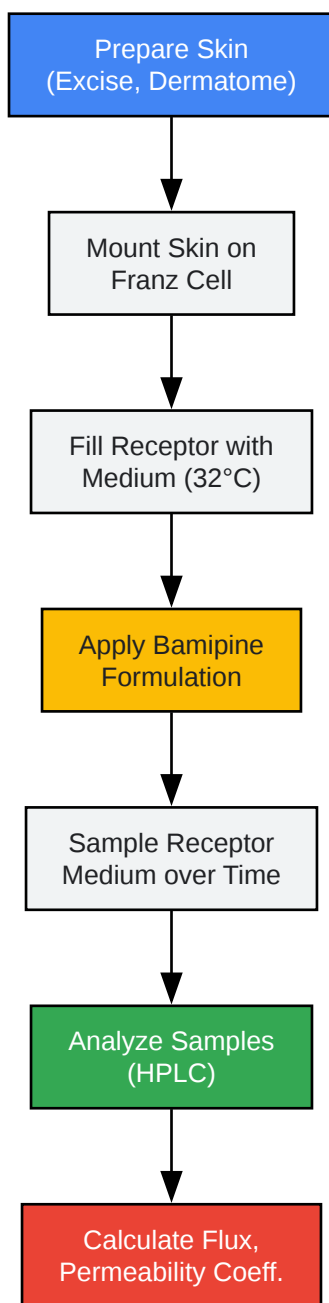 Prepare Skin
(Excise, Dermatome)
Mount Skin on
Franz Cell
Fill Receptor with
Medium (32°C)
Apply Bamipine
Formulation
Sample Receptor
Medium over Time
Analyze Samples
(HPLC)
Calculate Flux,
Permeability Coeff.